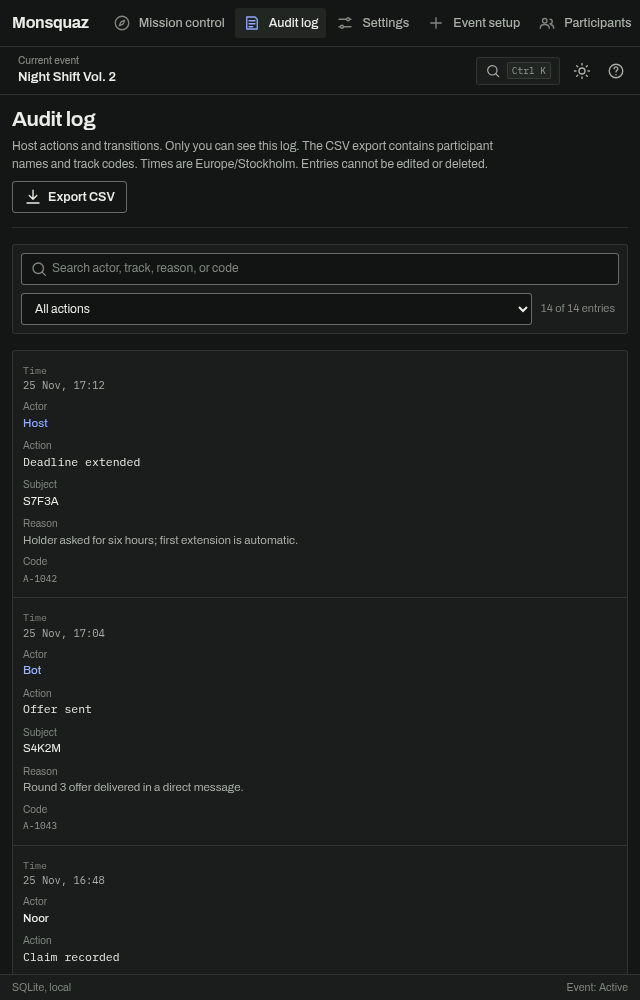 Monsquaz
Mission control
Audit log
Settings
Event setup
Participants
Current event
Night Shift Vol. 2
Ctrl K
Audit log
Host actions and transitions. Only you can see this log. The CSV export contains participant
names and track codes. Times are Europe/Stockholm. Entries cannot be edited or deleted.
Export CSV
Search actor, track, reason, or code
All actions
14 of 14 entries
Time
25 Nov, 17:12
Actor
Host
Action
Deadline extended
Subject
S7F3A
Reason
Holder asked for six hours; first extension is automatic.
Code
A-1042
Time
25 Nov, 17:04
Actor
Bot
Action
Offer sent
Subject
S4K2M
Reason
Round 3 offer delivered in a direct message.
Code
A-1043
Time
25 Nov, 16:48
Actor
Noor
Action
Claim recorded
SQLite, local
Event: Active